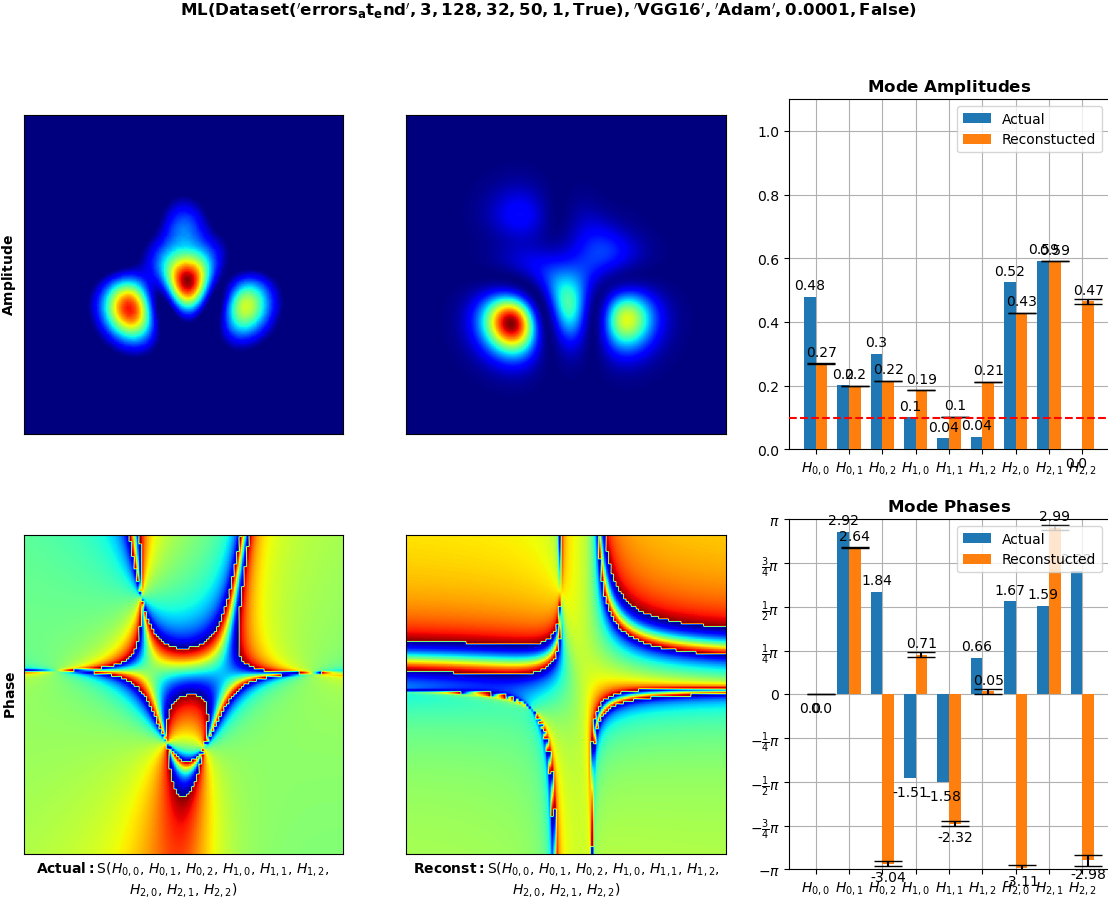 ML(Dataset('errors_at_end', 3, 128, 32, 50, 1, True), 'VGG16', 'Adam', 0.0001, False)
Amplitude
Mode Amplitudes
Actual
Reconstucted
1.0
0.8
0.6
0.4
0.2
0.0
0.48
0.27
0.2
0.2
0.3
0.22
0.1
0.19
0.04
0.1
0.04
0.21
0.52
0.43
0.59
0.59
0.0
0.47
H0,0 H0,1 H0,2 H1,0 H1,1 H1,2 H2,0 H2,1 H2,2
Phase
Mode Phases
Actual
Reconstucted
π
3/4π
1/2π
1/4π
0
−1/4π
−1/2π
−3/4π
−π
0.0
0.0
2.92
2.64
1.84
-3.04
-1.51
0.71
-1.58
-2.32
0.66
0.05
1.67
-3.11
1.59
2.99
-2.98
H0,0 H0,1 H0,2 H1,0 H1,1 H1,2 H2,0 H2,1 H2,2
Actual: S(H0,0, H0,1, H0,2, H1,0, H1,1, H1,2,
H2,0, H2,1, H2,2)
Reconst: S(H0,0, H0,1, H0,2, H1,0, H1,1, H1,2,
H2,0, H2,1, H2,2)